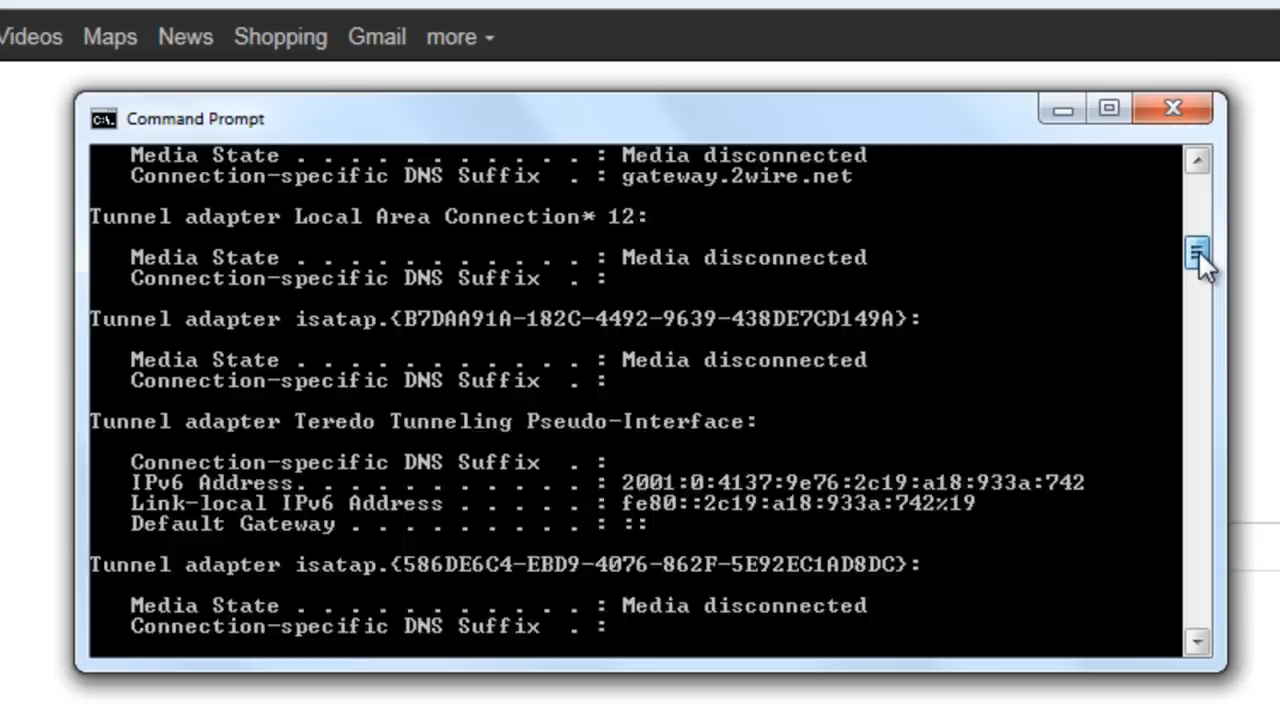 Videos Maps News Shopping Gmail more
Command Prompt
Media State . . . . . . . . . . . : Media disconnected
Connection-specific DNS Suffix . : gateway.2wire.net
Tunnel adapter Local Area Connection* 12:
Media State . . . . . . . . . . . : Media disconnected
Connection-specific DNS Suffix . :
Tunnel adapter isatap.{B7DAA91A-182C-4492-9639-438DE7CD149A}:
Media State . . . . . . . . . . . : Media disconnected
Connection-specific DNS Suffix . :
Tunnel adapter Teredo Tunneling Pseudo-Interface:
Connection-specific DNS Suffix . :
IPv6 Address. . . . . . . . . . . : 2001:0:4137:9e76:2c19:a18:933a:742
Link-local IPv6 Address . . . . . : fe80::2c19:a18:933a:742%19
Default Gateway . . . . . . . . . : ::
Tunnel adapter isatap.{586DE6C4-EBD9-4076-862F-5E92EC1AD8DC}:
Media State . . . . . . . . . . . : Media disconnected
Connection-specific DNS Suffix . :